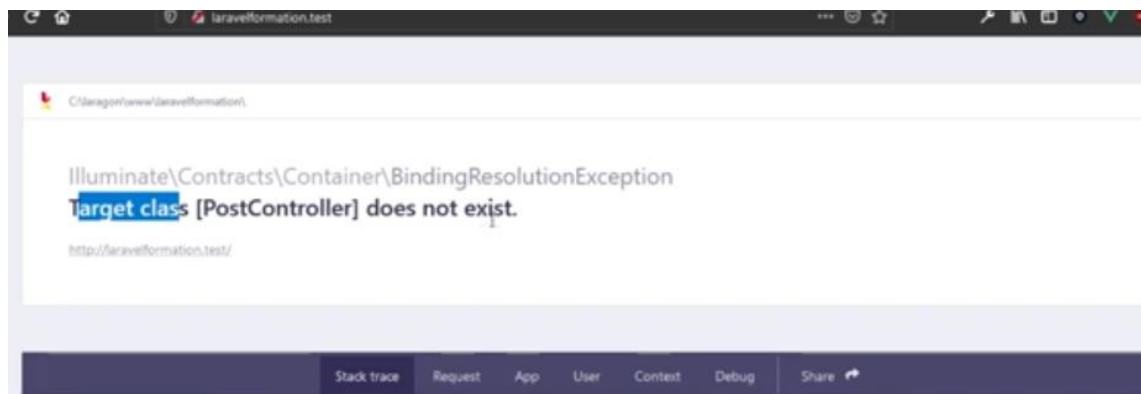 laravelformation.test
C:\laragon\www\laravelformation\
Illuminate\Contracts\Container\BindingResolutionException
Target class [PostController] does not exist.
http://laravelformation.test/
Stack trace Request App User Context Debug Share